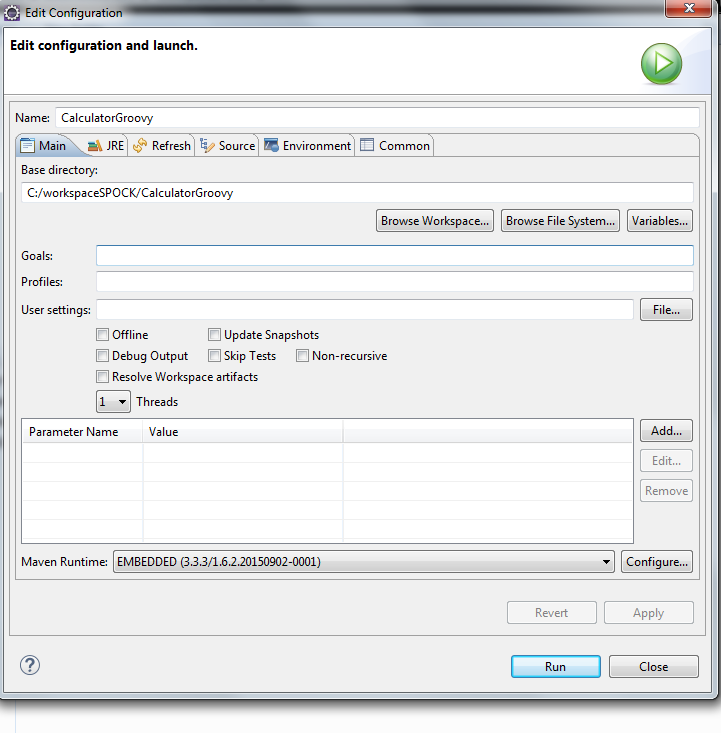 Edit Configuration
Edit configuration and launch.
Name: CalculatorGroovy
Main JRE Refresh Source Environment Common
Base directory:
C:/workspaceSPOCK/CalculatorGroovy
Browse Workspace... Browse File System... Variables...
Goals:
Profiles:
User settings: File...
Offline Update Snapshots
Debug Output Skip Tests Non-recursive
Resolve Workspace artifacts
1 Threads
Parameter Name Value Add...
Edit...
Remove
Maven Runtime: EMBEDDED (3.3.3/1.6.2.20150902-0001) Configure...
Revert Apply
? Run Close